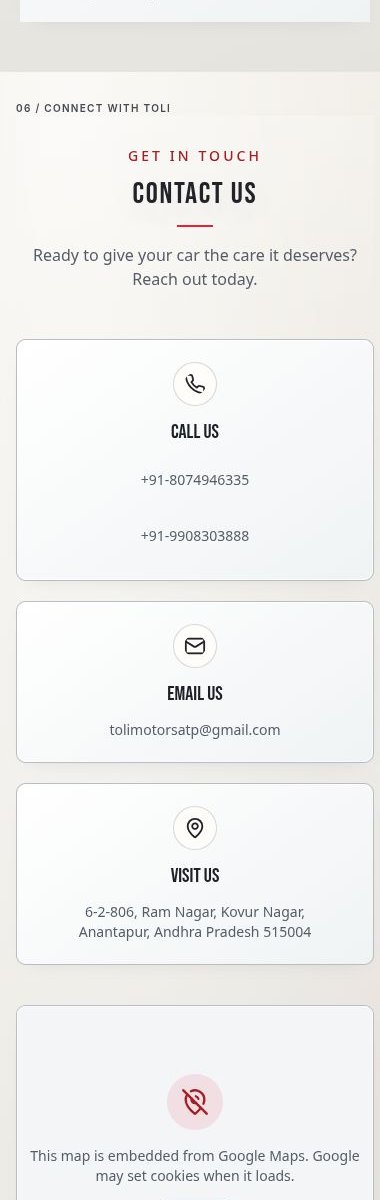 06 / CONNECT WITH TOLI
GET IN TOUCH
CONTACT US
Ready to give your car the care it deserves?
Reach out today.
CALL US
+91-8074946335
+91-9908303888
EMAIL US
tolimotorsatp@gmail.com
VISIT US
6-2-806, Ram Nagar, Kovur Nagar,
Anantapur, Andhra Pradesh 515004
This map is embedded from Google Maps. Google
may set cookies when it loads.